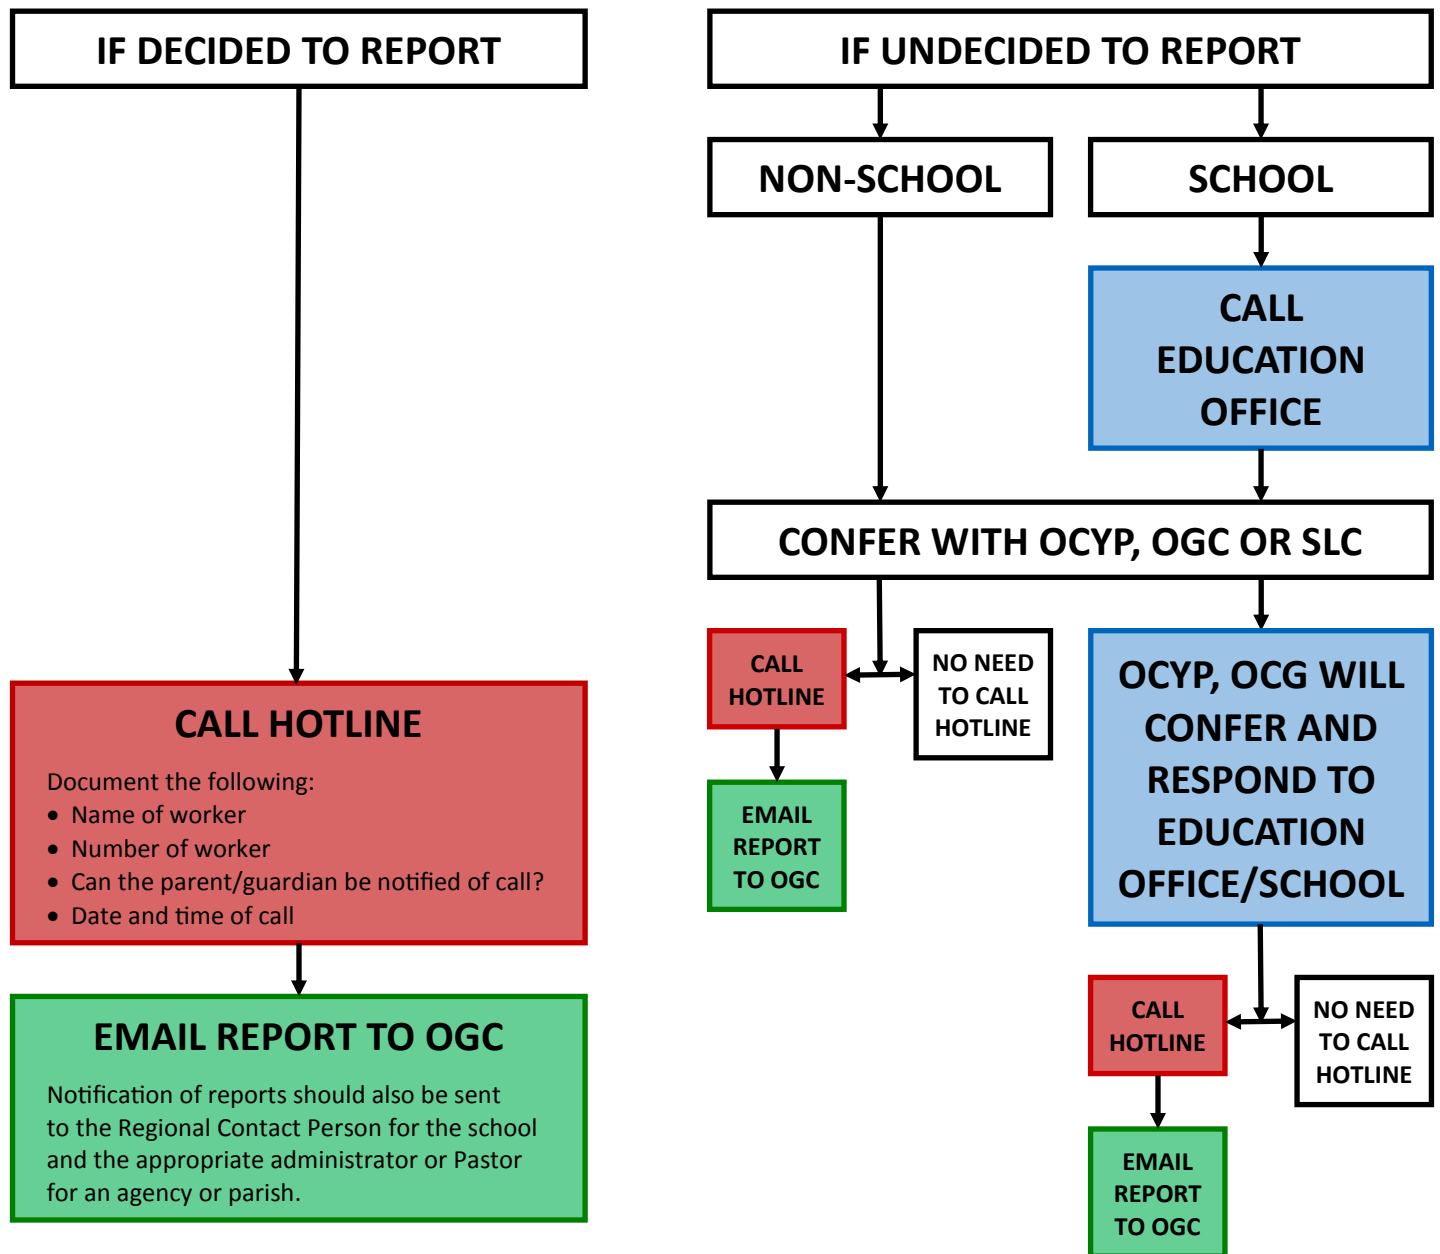 IF DECIDED TO REPORT
CALL HOTLINE
Document the following:
• Name of worker
• Number of worker
• Can the parent/guardian be notified of call?
• Date and time of call
EMAIL REPORT TO OGC
Notification of reports should also be sent
to the Regional Contact Person for the school
and the appropriate administrator or Pastor
for an agency or parish.
IF UNDECIDED TO REPORT
NON-SCHOOL
SCHOOL
CALL
EDUCATION
OFFICE
CONFER WITH OCYP, OGC OR SLC
CALL
HOTLINE
NO NEED
TO CALL
HOTLINE
EMAIL
REPORT
TO OGC
OCYP, OCG WILL
CONFER AND
RESPOND TO
EDUCATION
OFFICE/SCHOOL
CALL
HOTLINE
NO NEED
TO CALL
HOTLINE
EMAIL
REPORT
TO OGC